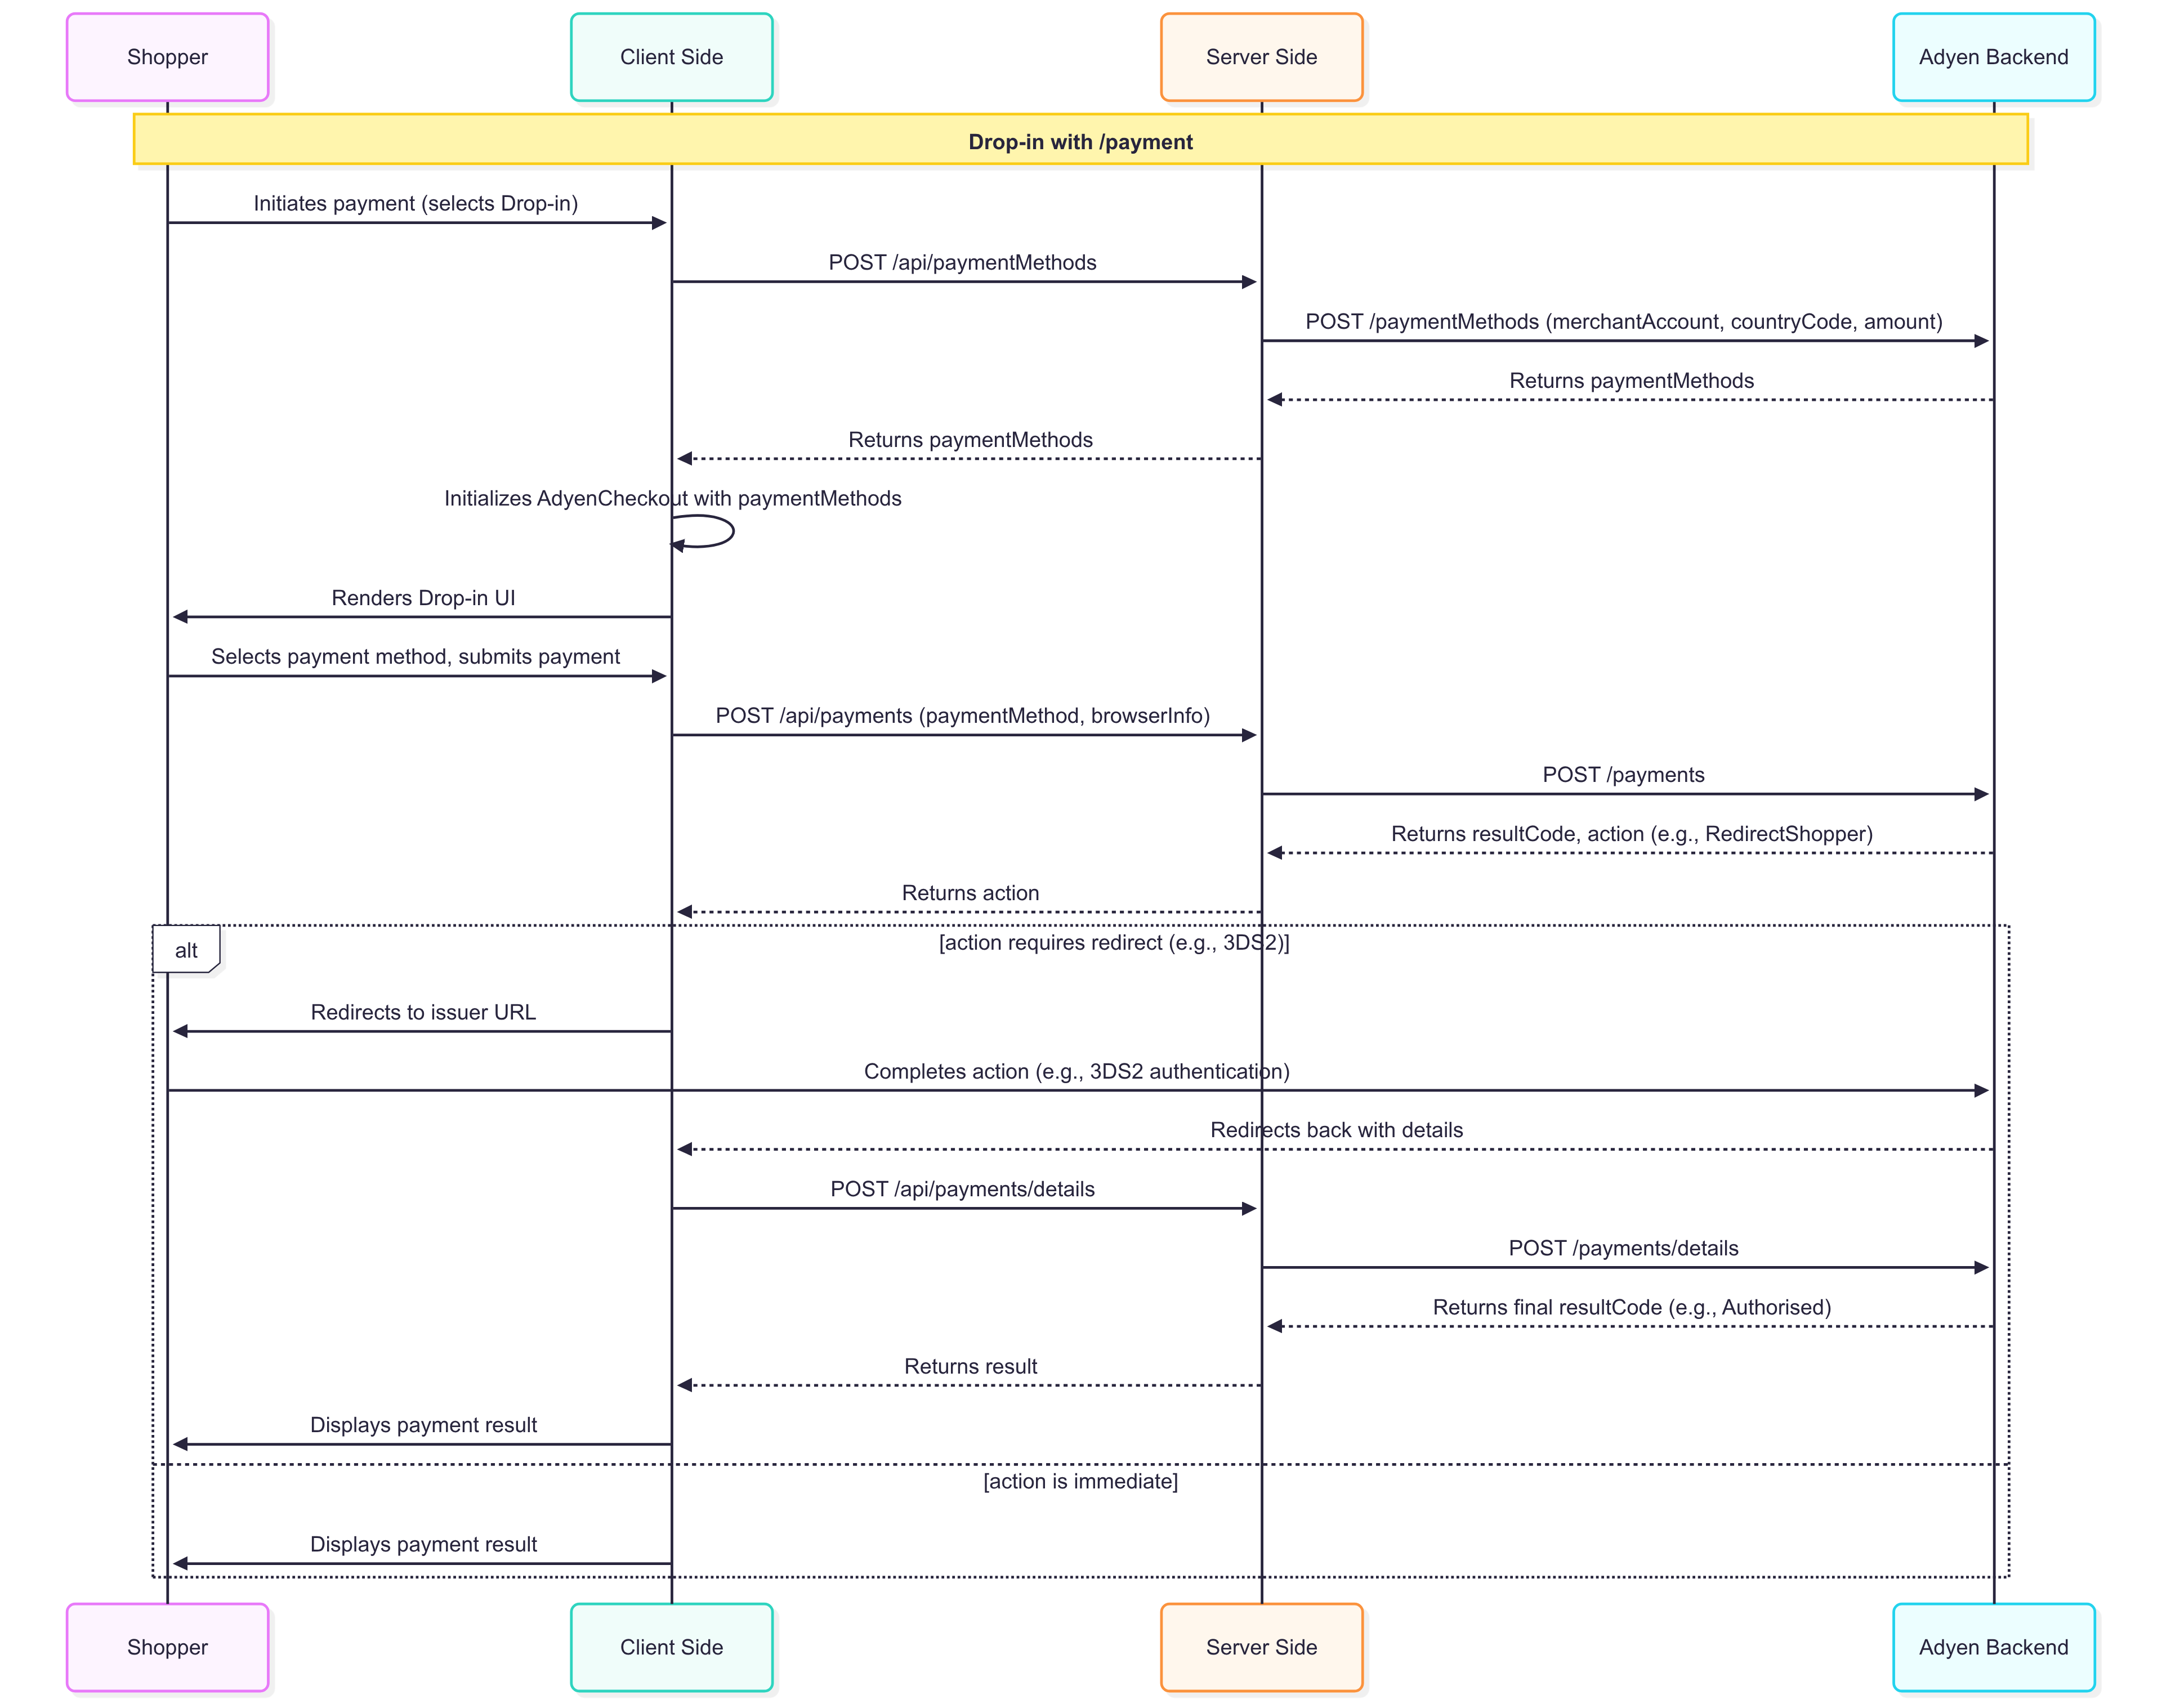 Shopper
Client Side
Server Side
Adyen Backend
Drop-in with /payment
Initiates payment (selects Drop-in)
POST /api/paymentMethods
POST /paymentMethods (merchantAccount, countryCode, amount)
Returns paymentMethods
Returns paymentMethods
Initializes AdyenCheckout with paymentMethods
Renders Drop-in UI
Selects payment method, submits payment
POST /api/payments (paymentMethod, browserInfo)
POST /payments
Returns resultCode, action (e.g., RedirectShopper)
Returns action
alt
[action requires redirect (e.g., 3DS2)]
Redirects to issuer URL
Completes action (e.g., 3DS2 authentication)
Redirects back with details
POST /api/payments/details
POST /payments/details
Returns final resultCode (e.g., Authorised)
Returns result
Displays payment result
[action is immediate]
Displays payment result
Shopper
Client Side
Server Side
Adyen Backend